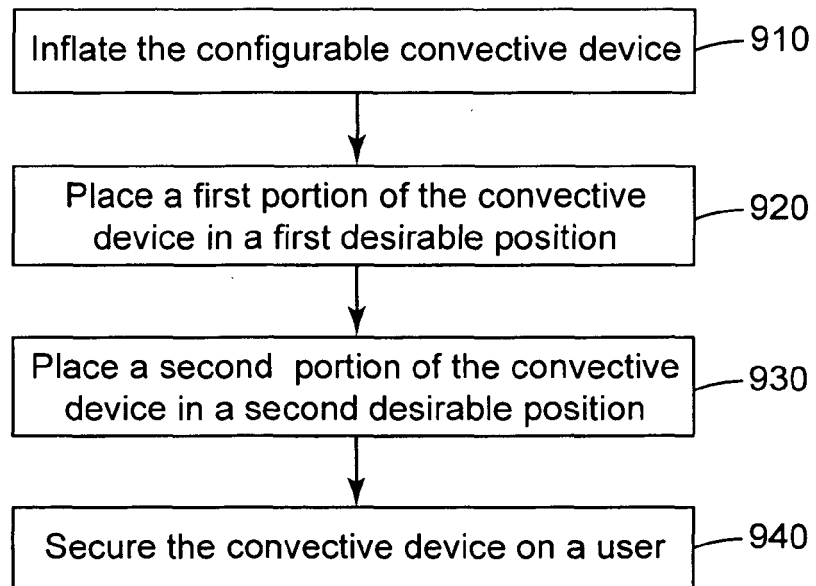 Inflate the configurable convective device
910
Place a first portion of the convective
device in a first desirable position
920
Place a second portion of the convective
device in a second desirable position
930
Secure the convective device on a user
940